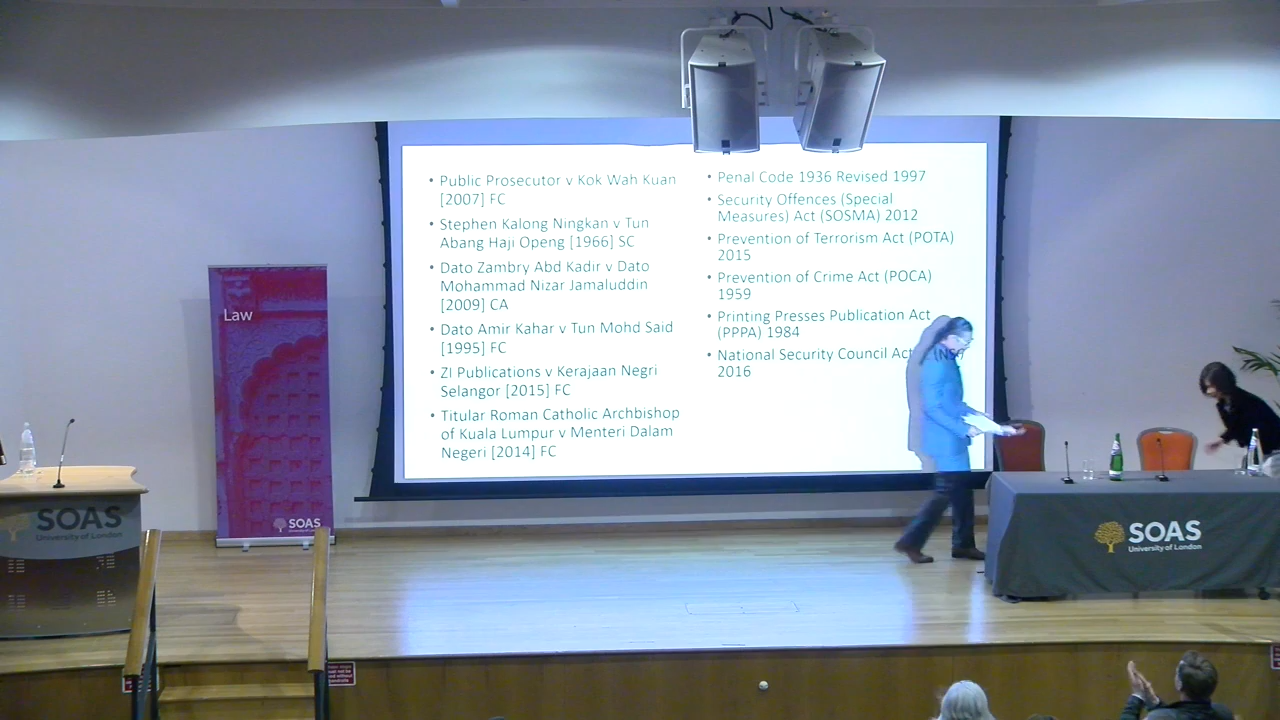 Public Prosecutor v Kok Wah Kuan
[2007] FC
Stephen Kalong Ningkan v Tun
Abang Haji Openg [1966] SC
Dato Zambry Abd Kadir v Dato
Mohammad Nizar Jamaluddin
[2009] CA
Dato Amir Kahar v Tun Mohd Said
[1995] FC
ZI Publications v Kerajaan Negri
Selangor [2015] FC
Titular Roman Catholic Archbishop
of Kuala Lumpur v Menteri Dalam
Negeri [2014] FC
Penal Code 1936 Revised 1997
Security Offences (Special
Measures) Act (SOSMA) 2012
Prevention of Terrorism Act (POTA)
2015
Prevention of Crime Act (POCA)
1959
Printing Presses Publication Act
(PPPA) 1984
National Security Council Act
2016
Law
SOAS
University of London
SOAS
University of London
SOAS
University of London